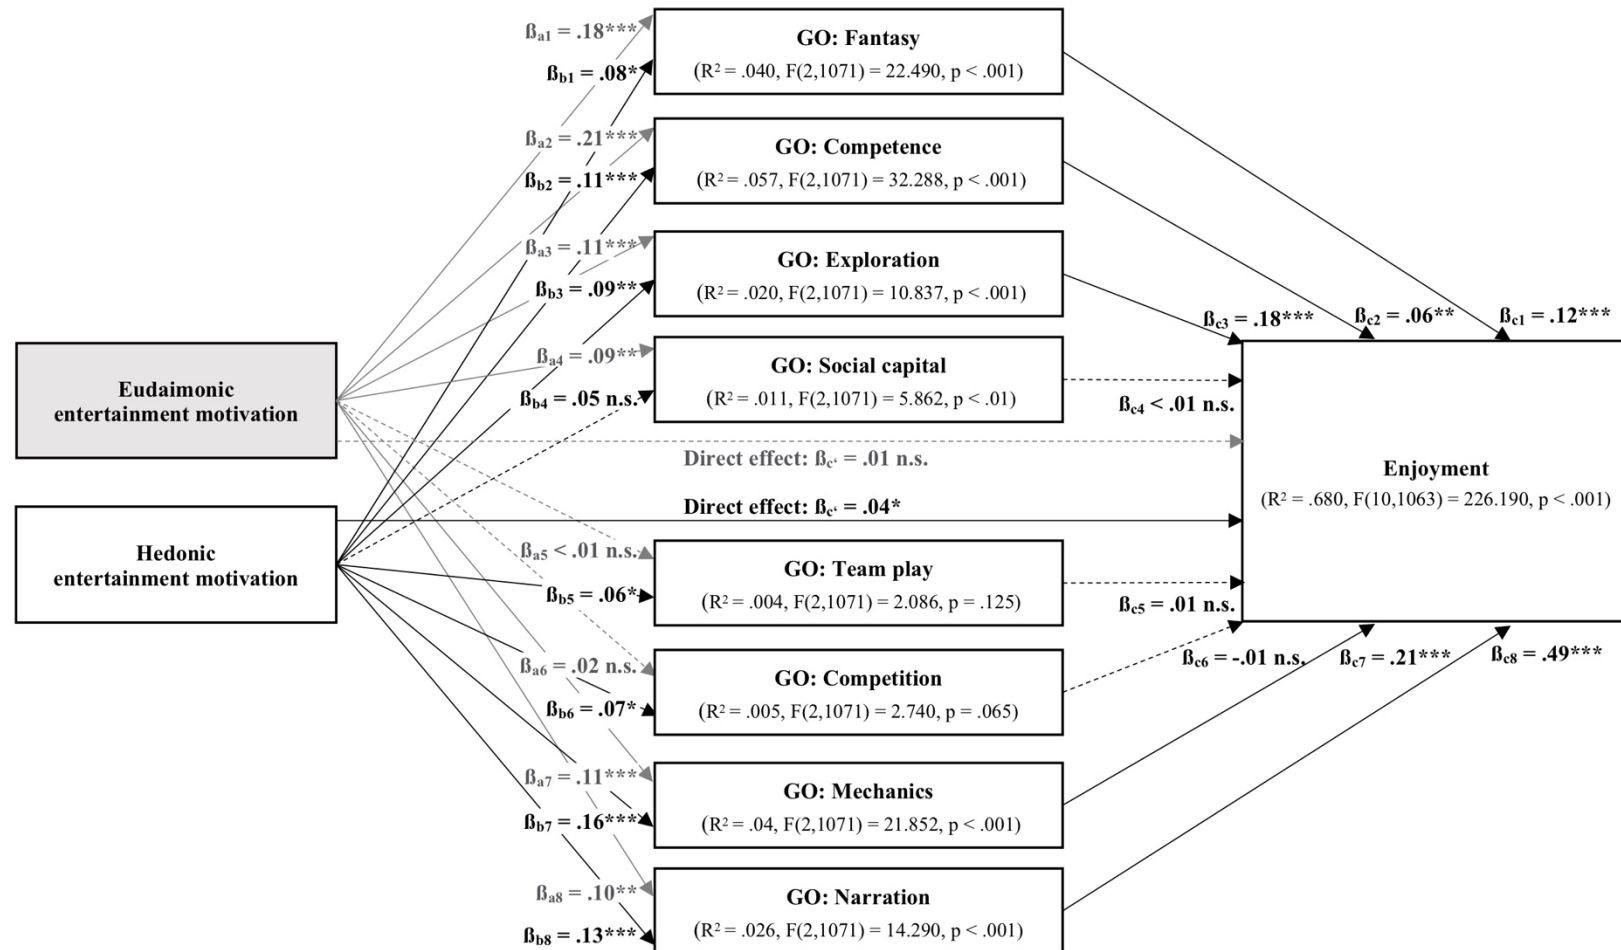 ßa1 = .18***
ßb1 = .08*
GO: Fantasy
(R² = .040, F(2,1071) = 22.490, p < .001)
ßa2 = .21***
ßb2 = .11***
GO: Competence
(R² = .057, F(2,1071) = 32.288, p < .001)
ßa3 = .11***
ßb3 = .09**
GO: Exploration
(R² = .020, F(2,1071) = 10.837, p < .001)
ßc3 = .18***
ßc2 = .06**
ßc1 = .12***
ßa4 = .09**
ßb4 = .05 n.s.
GO: Social capital
(R² = .011, F(2,1071) = 5.862, p < .01)
ßc4 < .01 n.s.
Eudaimonic
entertainment motivation
Direct effect: ßc‘ = .01 n.s.
Direct effect: ßc‘ = .04*
Enjoyment
(R² = .680, F(10,1063) = 226.190, p < .001)
Hedonic
entertainment motivation
ßa5 < .01 n.s.
ßb5 = .06*
GO: Team play
(R² = .004, F(2,1071) = 2.086, p = .125)
ßc5 = .01 n.s.
ßa6 = .02 n.s.
ßb6 = .07*
GO: Competition
(R² = .005, F(2,1071) = 2.740, p = .065)
ßc6 = -.01 n.s.
ßc7 = .21***
ßc8 = .49***
ßa7 = .11***
ßb7 = .16***
GO: Mechanics
(R² = .04, F(2,1071) = 21.852, p < .001)
ßa8 = .10**
ßb8 = .13***
GO: Narration
(R² = .026, F(2,1071) = 14.290, p < .001)